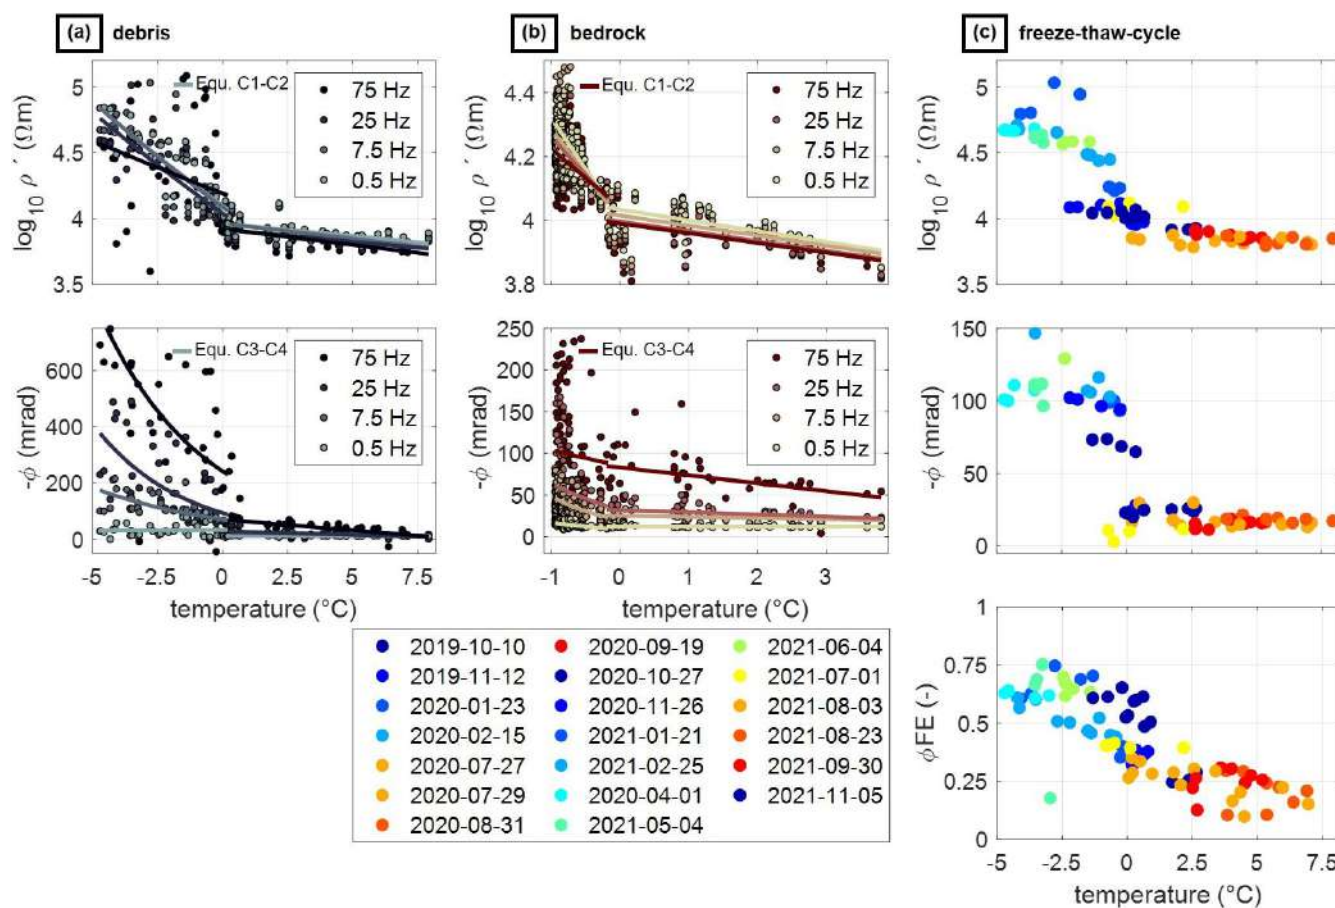 (a) debris
(b) bedrock
(c) freeze-thaw-cycle
log10 ρ´ (Ωm)
5
4.5
4
3.5
Equ. C1-C2
75 Hz
25 Hz
7.5 Hz
0.5 Hz
log10 ρ´ (Ωm)
4.4
4.2
4
3.8
Equ. C1-C2
75 Hz
25 Hz
7.5 Hz
0.5 Hz
log10 ρ´ (Ωm)
5
4.5
4
3.5
-ϕ (mrad)
600
400
200
0
Equ. C3-C4
75 Hz
25 Hz
7.5 Hz
0.5 Hz
-5 -2.5 0 2.5 5 7.5
temperature (°C)
-ϕ (mrad)
250
200
150
100
50
0
Equ. C3-C4
75 Hz
25 Hz
7.5 Hz
0.5 Hz
-1 0 1 2 3
temperature (°C)
-ϕ (mrad)
150
100
50
0
2019-10-10
2019-11-12
2020-01-23
2020-02-15
2020-07-27
2020-07-29
2020-08-31
2020-09-19
2020-10-27
2020-11-26
2021-01-21
2021-02-25
2020-04-01
2021-05-04
2021-06-04
2021-07-01
2021-08-03
2021-08-23
2021-09-30
2021-11-05
ϕFE (-)
1
0.75
0.5
0.25
0
-5 -2.5 0 2.5 5 7.5
temperature (°C)